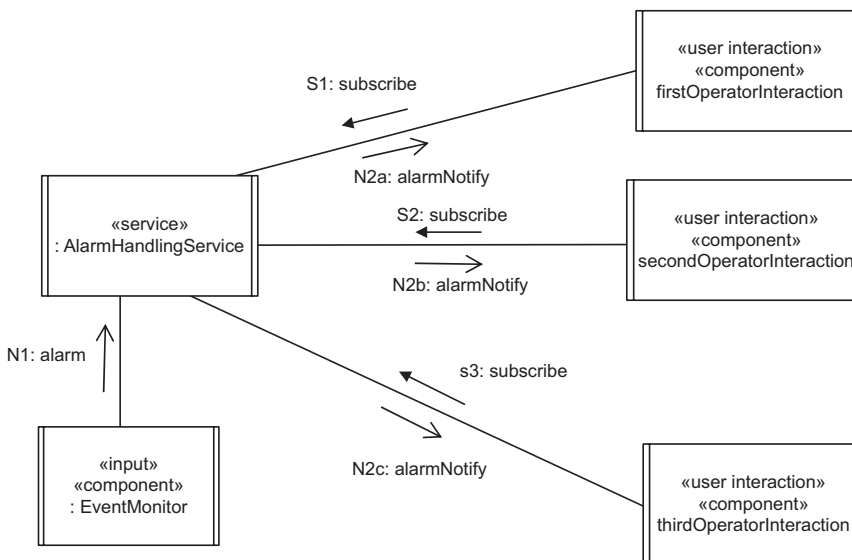 «user interaction»
«component»
firstOperatorInteraction
S1: subscribe
N2a: alarmNotify
«service»
: AlarmHandlingService
S2: subscribe
N2b: alarmNotify
«user interaction»
«component»
secondOperatorInteraction
N1: alarm
s3: subscribe
N2c: alarmNotify
«input»
«component»
: EventMonitor
«user interaction»
«component»
thirdOperatorInteraction